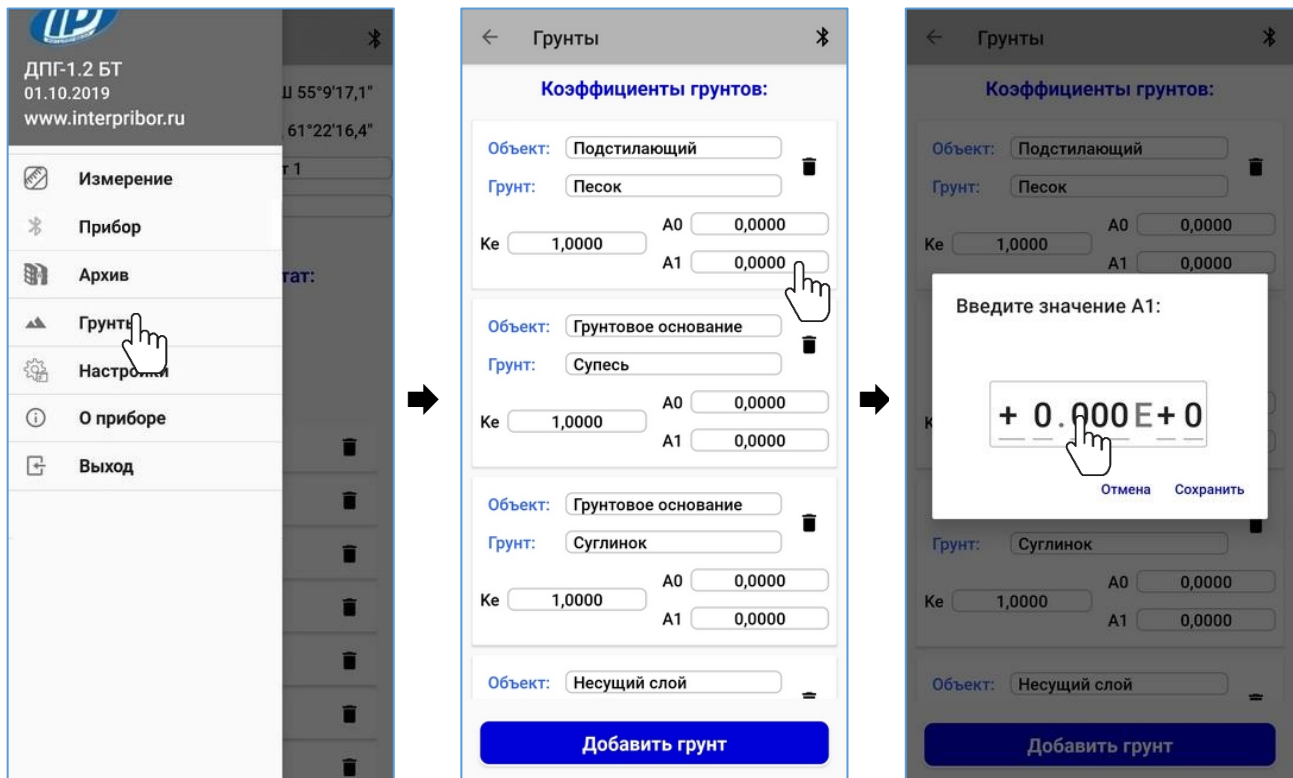 ДПГ-1.2 БТ
01.10.2019
www.interpribor.ru
Ш 55°9'17,1"
61°22'16,4"
т 1
тат:
Измерение
Прибор
Архив
Грунты
Настройки
О приборе
Выход
Грунты
Коэффициенты грунтов:
Объект: Подстилающий
Грунт: Песок
Ke 1,0000
A0 0,0000
A1 0,0000
Объект: Грунтовое основание
Грунт: Супесь
Ke 1,0000
A0 0,0000
A1 0,0000
Объект: Грунтовое основание
Грунт: Суглинок
Ke 1,0000
A0 0,0000
A1 0,0000
Объект: Несущий слой
Добавить грунт
Грунты
Коэффициенты грунтов:
Объект: Подстилающий
Грунт: Песок
Ke 1,0000
A0 0,0000
A1 0,0000
Введите значение A1:
+ 0.000E+0
Отмена Сохранить
Грунт: Суглинок
Ke 1,0000
A0 0,0000
A1 0,0000
Объект: Несущий слой
Добавить грунт